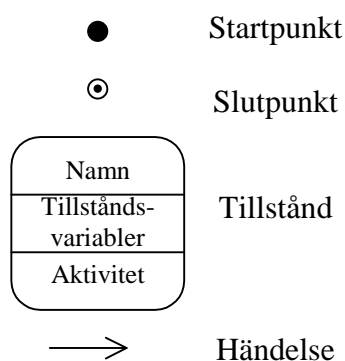 Startpunkt
Slutpunkt
Namn
Tillstånds-
variabler
Aktivitet
Tillstånd
Händelse